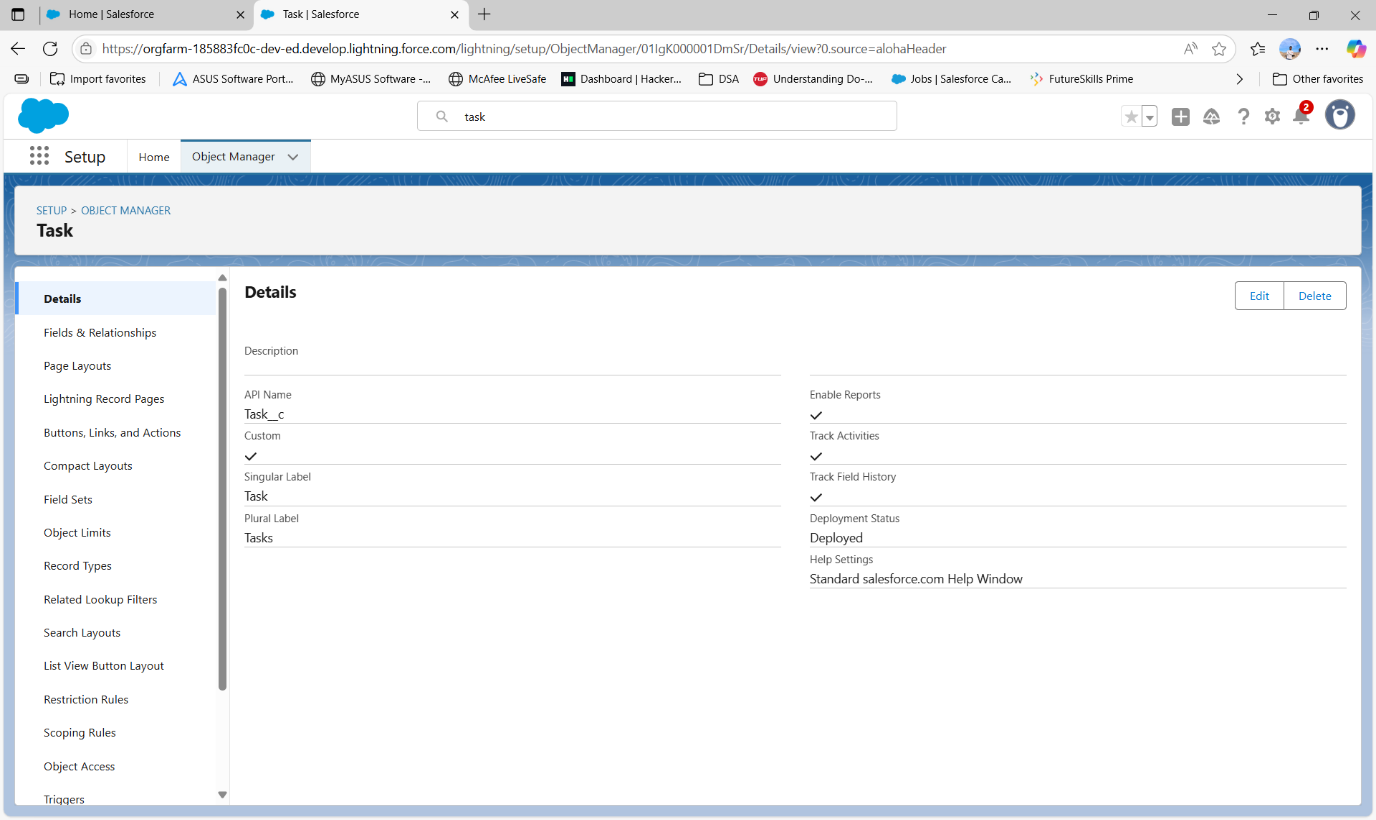 Home | Salesforce
Task | Salesforce
https://orgfarm-185883fc0c-dev-ed.develop.lightning.force.com/lightning/setup/ObjectManager/01IgK000001DmSr/Details/view?0.source=alohaHeader
Import favorites
ASUS Software Port...
MyASUS Software -...
McAfee LiveSafe
Dashboard | Hacker...
DSA
Understanding Do-...
Jobs | Salesforce Ca...
FutureSkills Prime
Other favorites
task
2
Setup
Home
Object Manager
SETUP > OBJECT MANAGER
Task
Details
Fields & Relationships
Page Layouts
Lightning Record Pages
Buttons, Links, and Actions
Compact Layouts
Field Sets
Object Limits
Record Types
Related Lookup Filters
Search Layouts
List View Button Layout
Restriction Rules
Scoping Rules
Object Access
Triggers
Details
Edit
Delete
Description
API Name
Task__c
Custom
Singular Label
Task
Plural Label
Tasks
Enable Reports
Track Activities
Track Field History
Deployment Status
Deployed
Help Settings
Standard salesforce.com Help Window